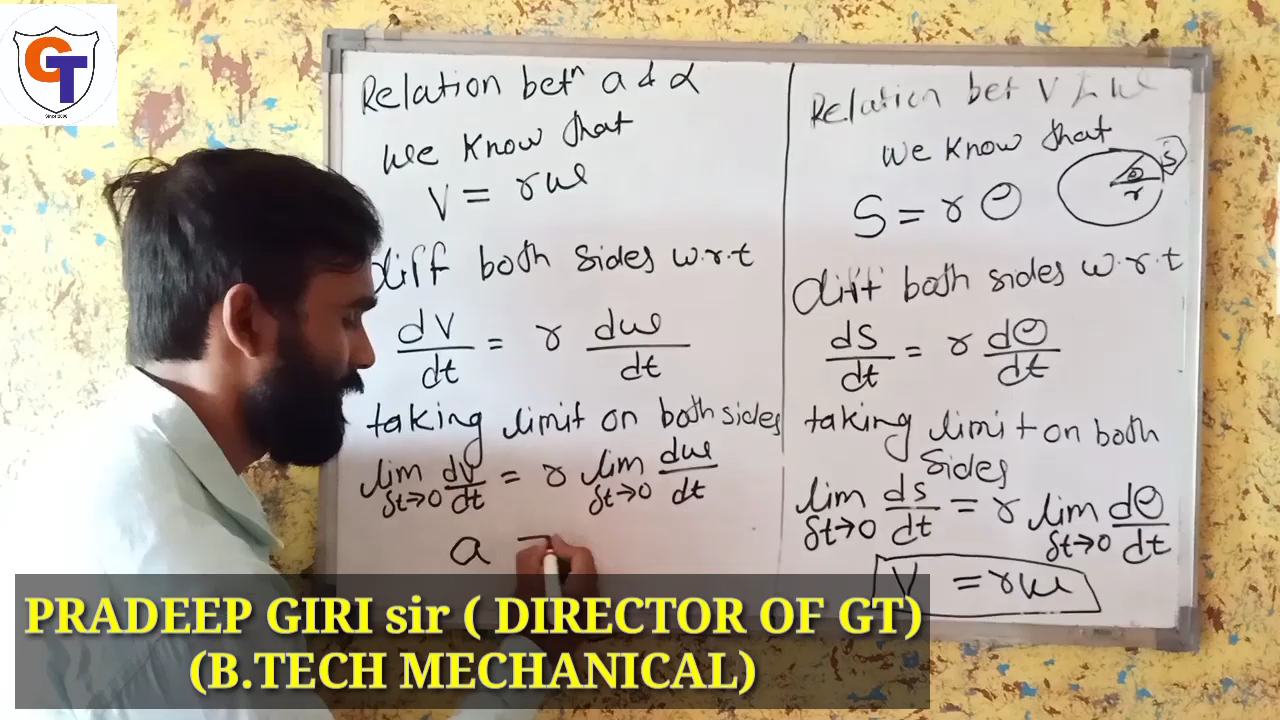 GT
Relation betⁿ a & α
we know that
V = rω
diff both sides w.r.t
dV/dt = r dω/dt
taking limit on both sides
lim δt→0 dV/dt = r lim δt→0 dω/dt
a =
Relation bet V & ω
we know that
S = r θ
θ
r
S
diff both sides w.r.t
dS/dt = r dθ/dt
taking limit on both
sides
lim δt→0 ds/dt = r lim δt→0 dθ/dt
V = rω
PRADEEP GIRI sir ( DIRECTOR OF GT)
(B.TECH MECHANICAL)